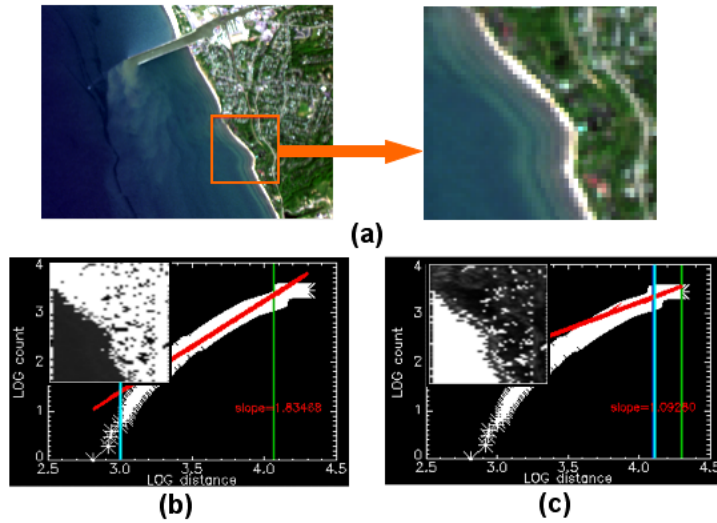 (a)
4
3
2
1
0
LOG count
slope=1.83468
2.5 3.0 3.5 4.0 4.5
LOG distance
(b)
4
3
2
1
0
LOG count
slope=1.09280
2.5 3.0 3.5 4.0 4.5
LOG distance
(c)